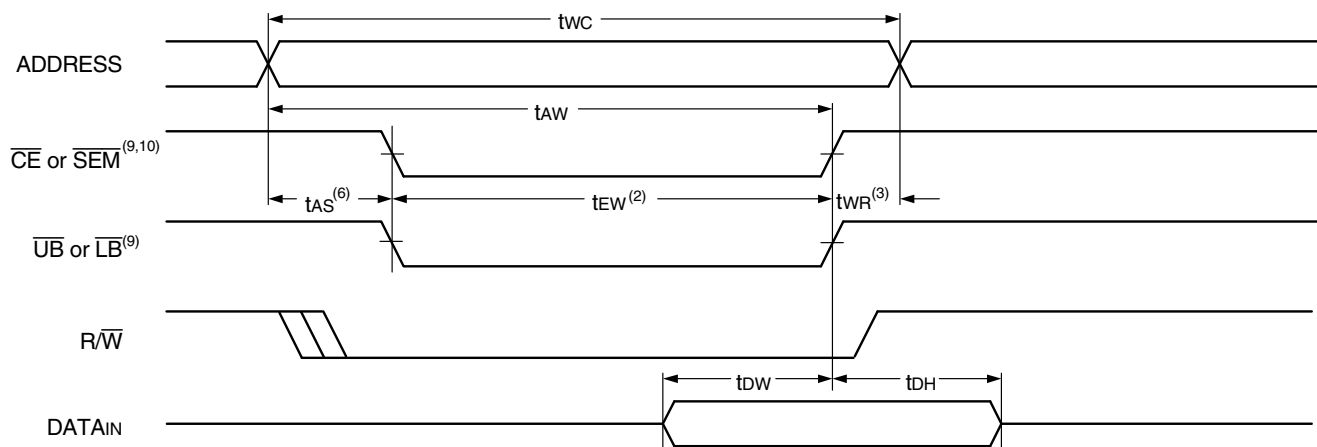 tWC
ADDRESS
tAW
CE or SEM(9,10)
tAS(6) tEW(2) tWR(3)
UB or LB(9)
R/W
tDW tDH
DATAIN